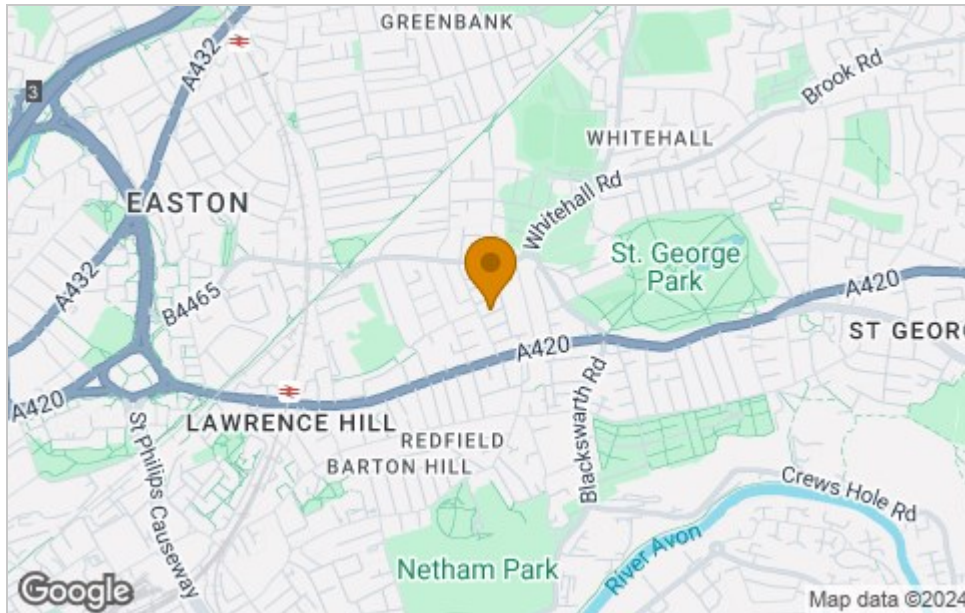 GREENBANK
A432
3
Brook Rd
WHITEHALL
EASTON
Whitehall Rd
St. George
Park
A432
B4465
A420
A420
ST GEORG
A420
LAWRENCE HILL
REDFIELD
BARTON HILL
Blackswarth Rd
St Philips Causeway
Crews Hole Rd
Netham Park
River Avon
Google
Map data ©2024